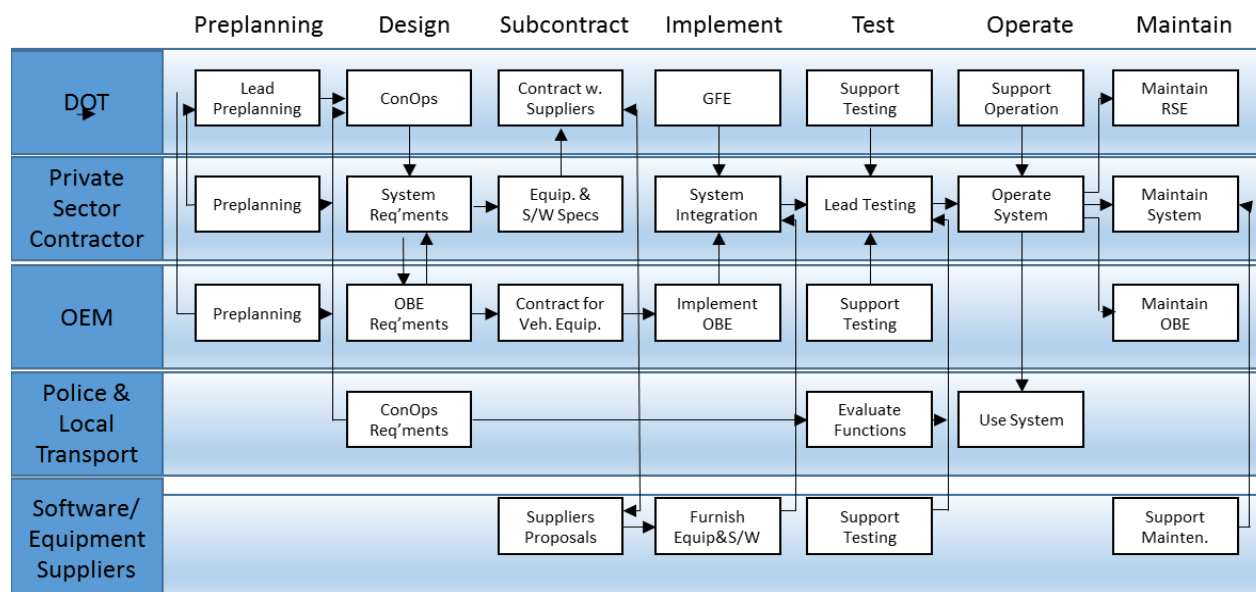 Preplanning Design Subcontract Implement Test Operate Maintain
DOT
Lead
Preplanning
ConOps
Contract w.
Suppliers
GFE
Support
Testing
Support
Operation
Maintain
RSE
Private
Sector
Contractor
Preplanning
System
Req’ments
Equip. &
S/W Specs
System
Integration
Lead Testing
Operate
System
Maintain
System
OEM
Preplanning
OBE
Req’ments
Contract for
Veh. Equip.
Implement
OBE
Support
Testing
Maintain
OBE
Police &
Local
Transport
ConOps
Req’ments
Evaluate
Functions
Use System
Software/
Equipment
Suppliers
Suppliers
Proposals
Furnish
Equip&S/W
Support
Testing
Support
Mainten.